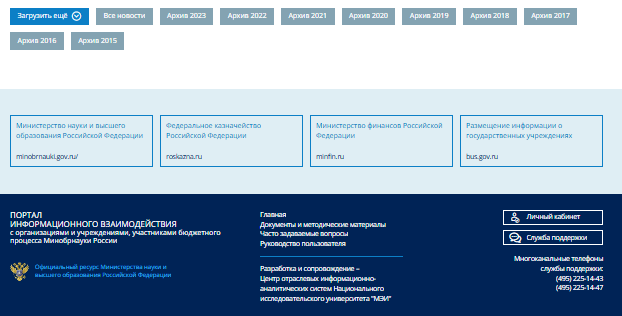 Загрузить ещё
Все новости
Архив 2023
Архив 2022
Архив 2021
Архив 2020
Архив 2019
Архив 2018
Архив 2017
Архив 2016
Архив 2015
Министерство науки и высшего
образования Российской Федерации
minobrnauki.gov.ru/
Федеральное казначейство
Российской Федерации
roskazna.ru
Министерство финансов Российской
Федерации
minfin.ru
Размещение информации о
государственных учреждениях
bus.gov.ru
ПОРТАЛ
ИНФОРМАЦИОННОГО ВЗАИМОДЕЙСТВИЯ
с организациями и учреждениями, участниками бюджетного
процесса Минобрнауки России
Официальный ресурс Министерства науки и
высшего образования Российской Федерации
Главная
Документы и методические материалы
Часто задаваемые вопросы
Руководство пользователя
Разработка и сопровождение –
Центр отраслевых информационно-
аналитических систем Национального
исследовательского университета "МЭИ"
Личный кабинет
Служба поддержки
Многоканальные телефоны
службы поддержки:
(495) 225-14-43
(495) 225-14-47